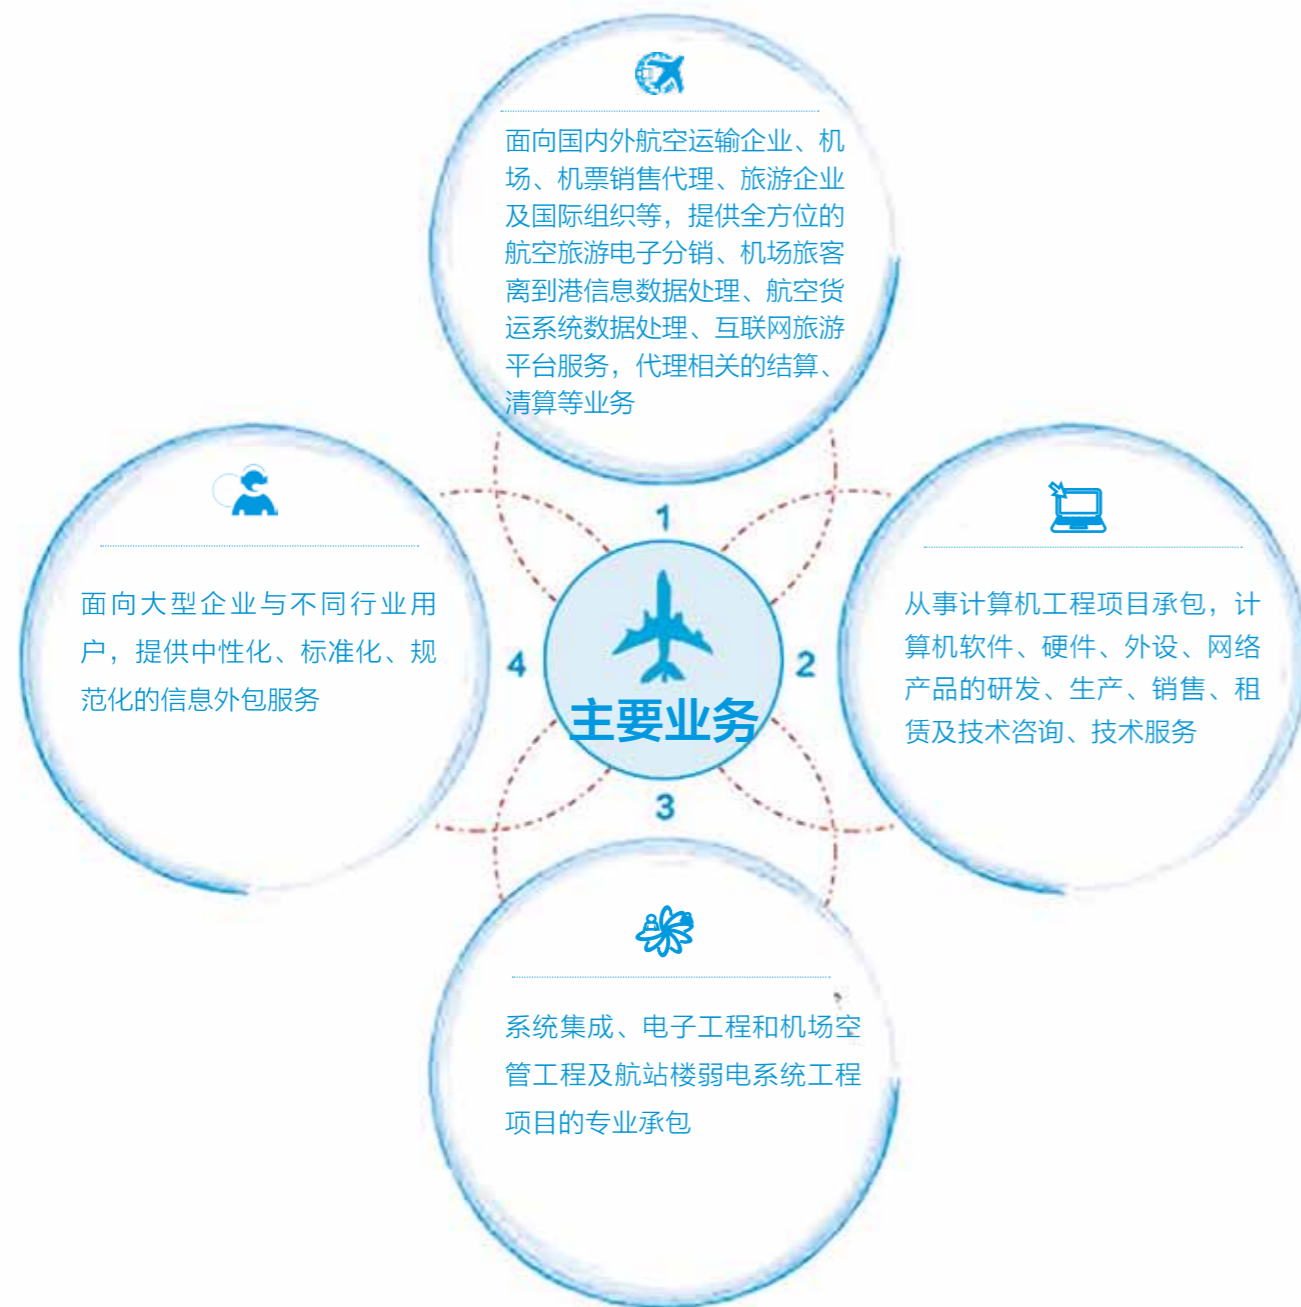 面向国内外航空运输企业、机
场、机票销售代理、旅游企业
及国际组织等，提供全方位的
航空旅游电子分销、机场旅客
离到港信息数据处理、航空货
运系统数据处理、互联网旅游
平台服务，代理相关的结算、
清算等业务
1
从事计算机工程项目承包，计
算机软件、硬件、外设、网络
产品的研发、生产、销售、租
赁及技术咨询、技术服务
2
主要业务
4
面向大型企业与不同行业用
户，提供中性化、标准化、规
范化的信息外包服务
3
系统集成、电子工程和机场空
管工程及航站楼弱电系统工程
项目的专业承包